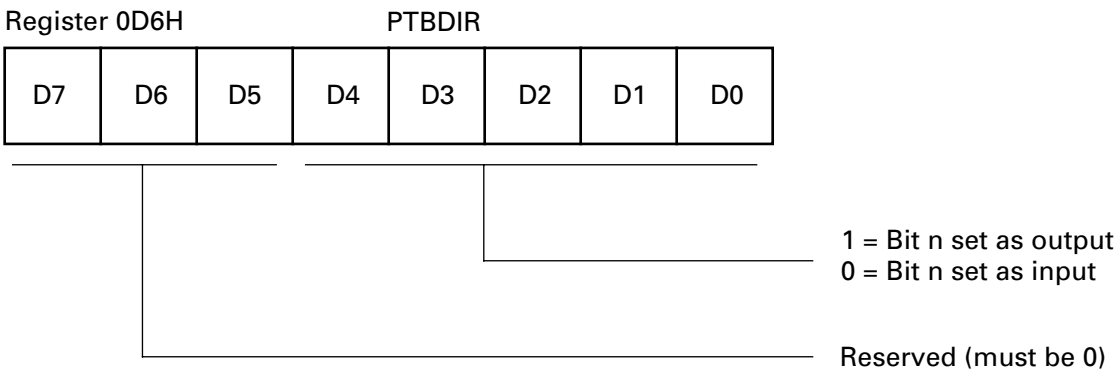 Register 0D6H PTBDIR
D7 D6 D5 D4 D3 D2 D1 D0
1 = Bit n set as output
0 = Bit n set as input
Reserved (must be 0)